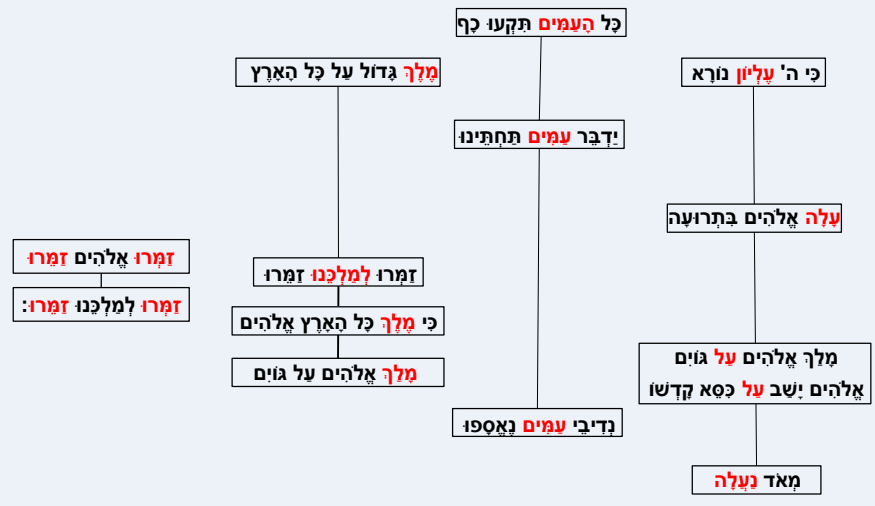 כָּל הָעַמִּים תִּקְעוּ כָף
כִּי ה' עֶלְיוֹן נוֹרָא
מֶלֶךְ גָּדוֹל עַל כָּל הָאָרֶץ
יַדְבֵּר עַמִּים תַּחְתֵּינוּ
עָלָה אֱלֹהִים בִּתְרוּעָה
זַמְּרוּ אֱלֹהִים זַמֵּרוּ
זַמְּרוּ לְמַלְכֵּנוּ זַמֵּרוּ:
זַמְּרוּ לְמַלְכֵּנוּ זַמֵּרוּ
כִּי מֶלֶךְ כָּל הָאָרֶץ אֱלֹהִים
מָלַךְ אֱלֹהִים עַל גּוֹיִם
מָלַךְ אֱלֹהִים עַל גּוֹיִם
אֱלֹהִים יָשַׁב עַל כִּסֵּא קָדְשׁוֹ
נְדִיבֵי עַמִּים נֶאֱסָפוּ
מְאֹד נַעֲלָה